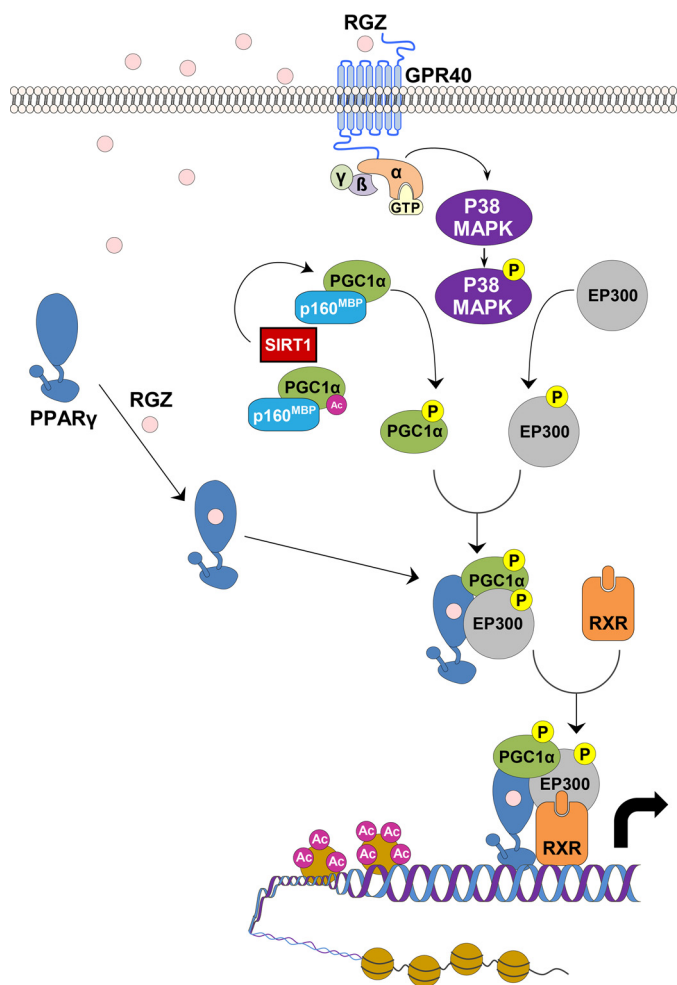 RGZ
GPR40
α
γ
ß
GTP
P38
MAPK
P
P38
MAPK
PGC1α
p160MBP
EP300
SIRT1
PGC1α
Ac
p160MBP
RGZ
PPARγ
P
PGC1α
P
EP300
P
PGC1α
P
EP300
RXR
P
PGC1α
P
EP300
RXR
Ac
Ac
Ac
Ac
Ac
Ac
Ac